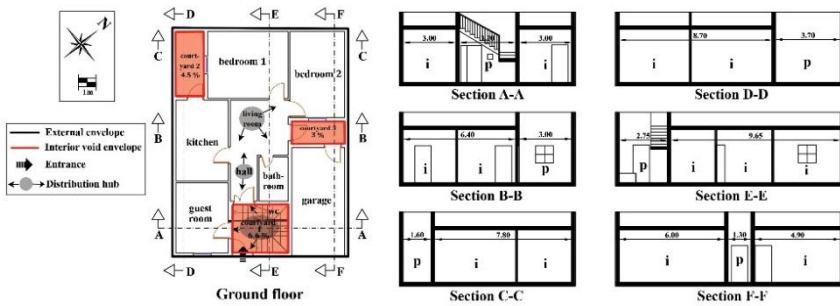 N
1m
External envelope
Interior void envelope
Entrance
Distribution hub
D
E
F
C
C
court-
yard 2
4.5 %
bedroom 1
bedroom 2
living
room
kitchen
courtyard 3
3 %
B
B
hall
bath-
room
guest
room
garage
wc
courtyard
A
A
D
E
F
Ground floor
3.00
3.00
i
p
i
Section A-A
8.70
3.70
i
i
p
Section D-D
6.40
3.00
i
i
p
Section B-B
2.75
9.65
p
i
i
i
Section E-E
1.60
7.80
p
i
i
Section C-C
6.00
1.30
4.90
i
p
i
Section F-F